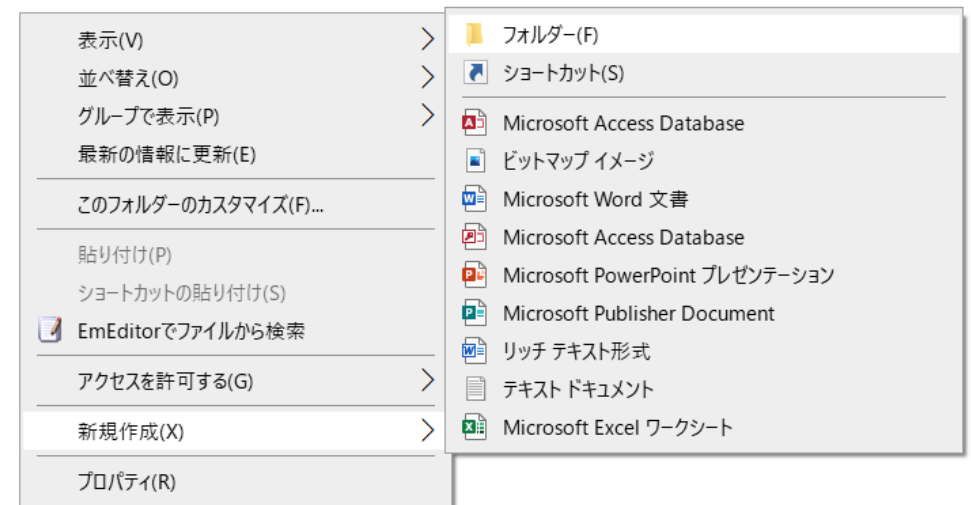 表示(V)
並べ替え(O)
グループで表示(P)
最新の情報に更新(E)
このフォルダーのカスタマイズ(F)...
貼り付け(P)
ショートカットの貼り付け(S)
EmEditorでファイルから検索
アクセスを許可する(G)
新規作成(X)
プロパティ(R)
フォルダー(F)
ショートカット(S)
Microsoft Access Database
ビットマップ イメージ
Microsoft Word 文書
Microsoft Access Database
Microsoft PowerPoint プレゼンテーション
Microsoft Publisher Document
リッチ テキスト形式
テキスト ドキュメント
Microsoft Excel ワークシート